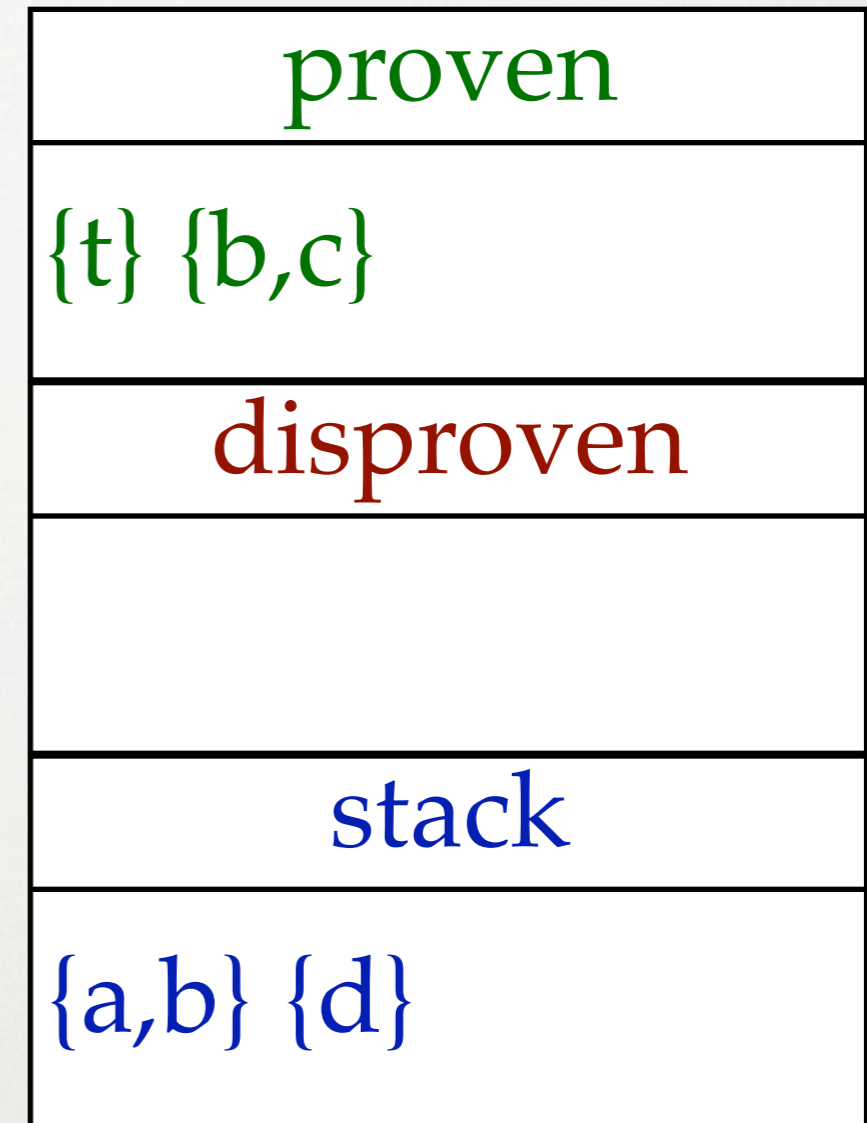 proven
{t} {b,c}
disproven
stack
{a,b} {d}